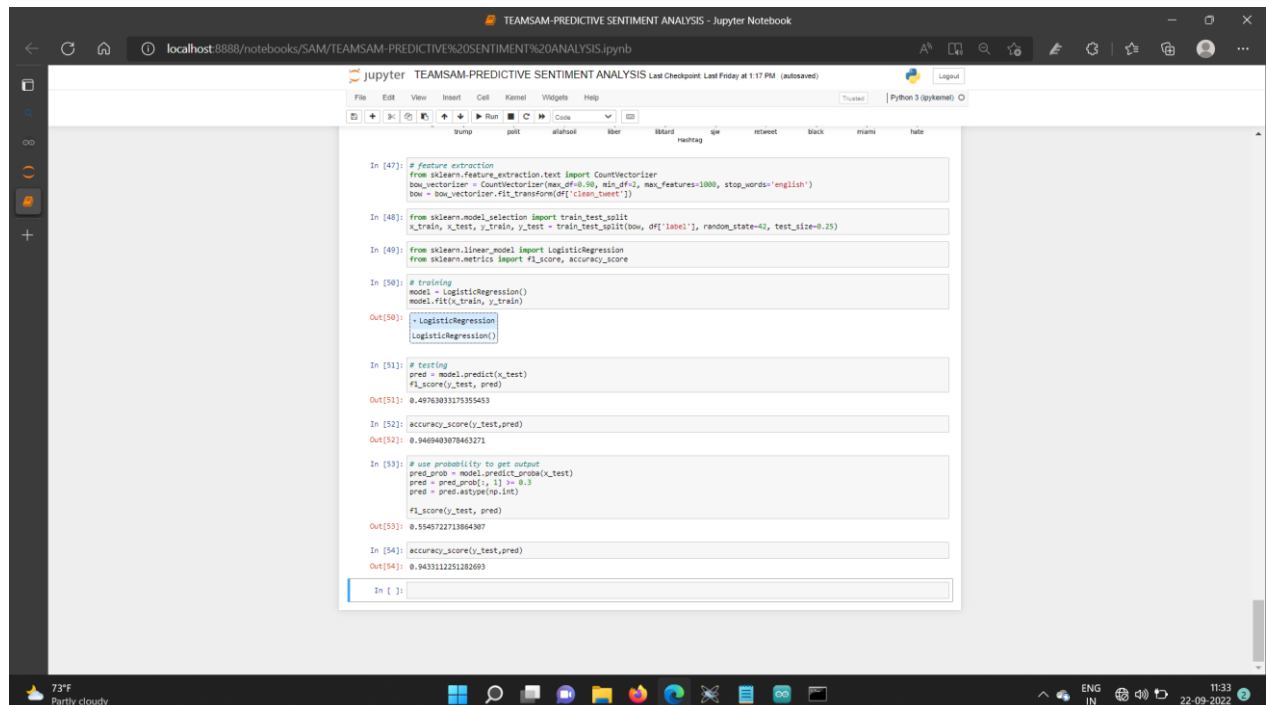 TEAMSAM-PREDICTIVE SENTIMENT ANALYSIS - Jupyter Notebook
localhost:8888/notebooks/SAM/TEAMSAM-PREDICTIVE%20SENTIMENT%20ANALYSIS.ipynb
jupyter TEAMSAM-PREDICTIVE SENTIMENT ANALYSIS Last Checkpoint: Last Friday at 1:17 PM (autosaved)
Logout
File Edit View Insert Cell Kernel Widgets Help
Trusted Python 3 (ipykernel)
Run Code
trump polit allahsoil liber libtard sjw retweet black miami hate
Hashtag
In [47]: # feature extraction
from sklearn.feature_extraction.text import CountVectorizer
bow_vectorizer = CountVectorizer(max_df=0.90, min_df=2, max_features=1000, stop_words='english')
bow = bow_vectorizer.fit_transform(df['clean_tweet'])
In [48]: from sklearn.model_selection import train_test_split
x_train, x_test, y_train, y_test = train_test_split(bow, df['label'], random_state=42, test_size=0.25)
In [49]: from sklearn.linear_model import LogisticRegression
from sklearn.metrics import f1_score, accuracy_score
In [50]: # training
model = LogisticRegression()
model.fit(x_train, y_train)
Out[50]: LogisticRegression
LogisticRegression()
In [51]: # testing
pred = model.predict(x_test)
f1_score(y_test, pred)
Out[51]: 0.49763033175355453
In [52]: accuracy_score(y_test,pred)
Out[52]: 0.9469403078463271
In [53]: # use probability to get output
pred_prob = model.predict_proba(x_test)
pred = pred_prob[:, 1] >= 0.3
pred = pred.astype(np.int)
f1_score(y_test, pred)
Out[53]: 0.5545722713864307
In [54]: accuracy_score(y_test,pred)
Out[54]: 0.9433112251282693
In [ ]:
73°F
Partly cloudy
ENG
IN
11:33
22-09-2022
2